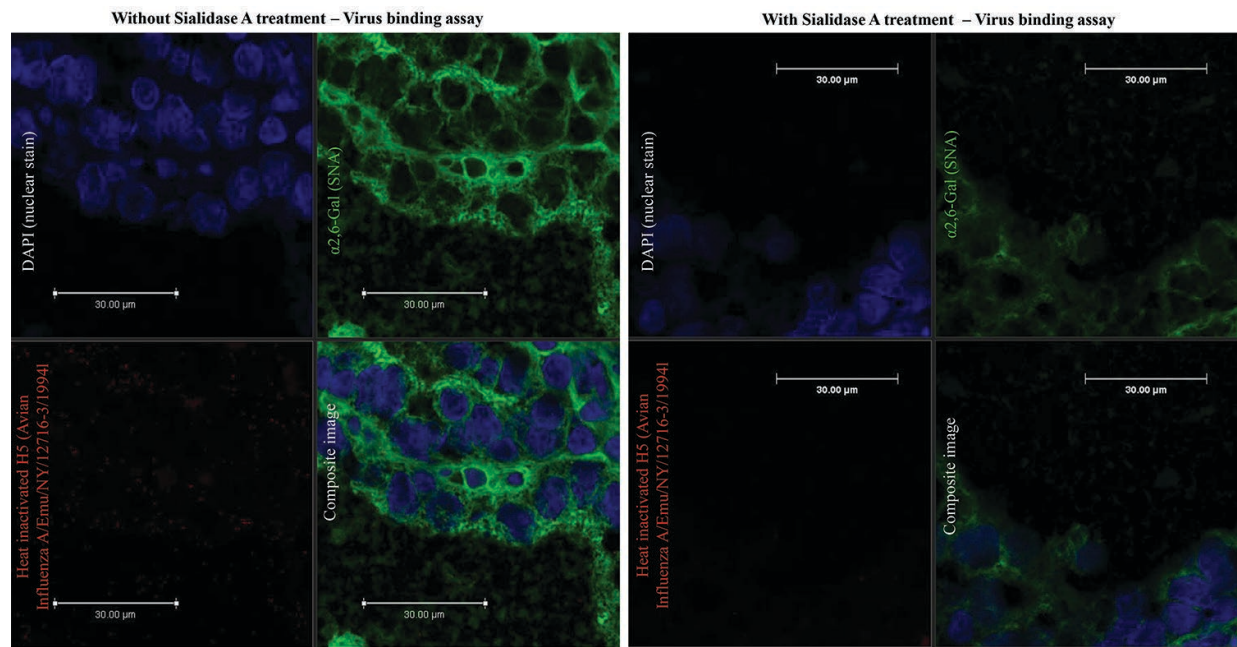 Without Sialidase A treatment – Virus binding assay
With Sialidase A treatment – Virus binding assay
DAPI (nuclear stain)
30.00 µm
α2,6-Gal (SNA)
30.00 µm
DAPI (nuclear stain)
30.00 µm
α2,6-Gal (SNA)
30.00 µm
Heat inactivated H5 (Avian
Influenza A/Emu/NY/12716-3/1994l
30.00 µm
Composite image
30.00 µm
Heat inactivated H5 (Avian
Influenza A/Emu/NY/12716-3/1994l
30.00 µm
Composite image
30.00 µm